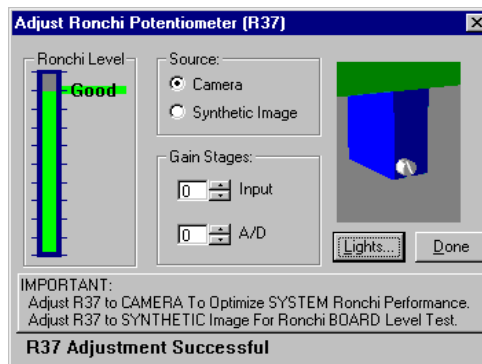 Adjust Ronchi Potentiometer (R37)
Ronchi Level
Good
Source:
Camera
Synthetic Image
Gain Stages:
0 Input
0 A/D
Lights...
Done
IMPORTANT:
Adjust R37 to CAMERA To Optimize SYSTEM Ronchi Performance.
Adjust R37 to SYNTHETIC Image For Ronchi BOARD Level Test.
R37 Adjustment Successful